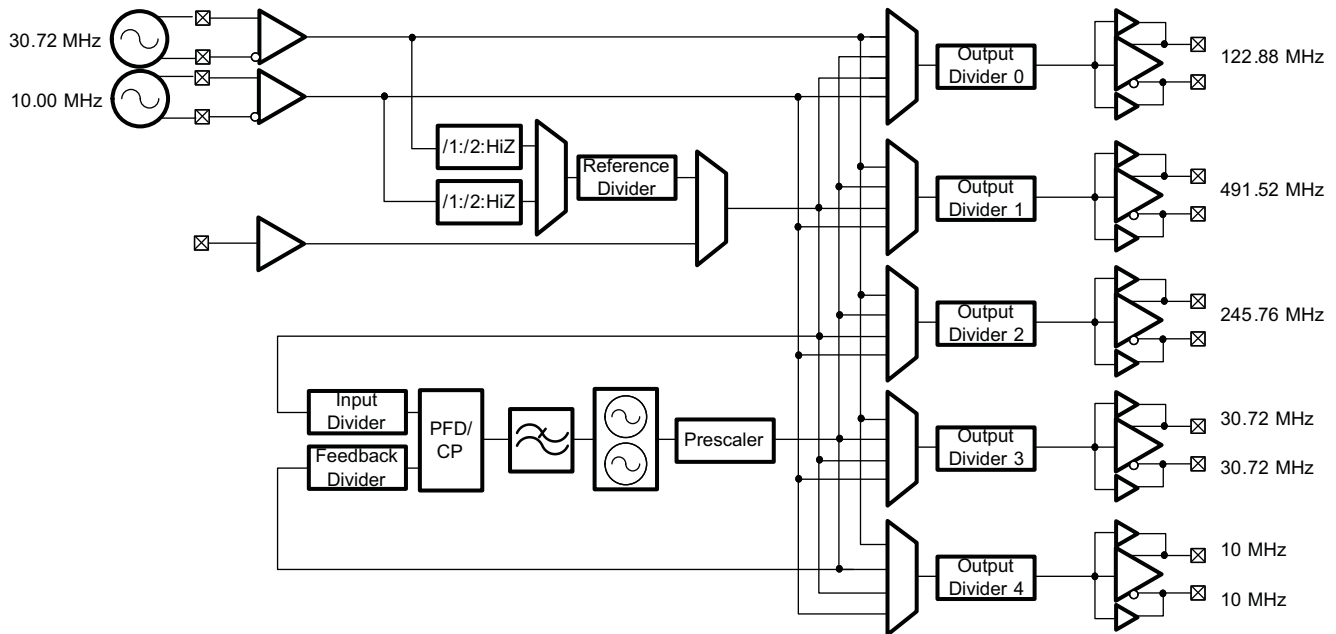 30.72 MHz
10.00 MHz
/1:/2:HiZ
/1:/2:HiZ
Reference
Divider
Output
Divider 0
122.88 MHz
Output
Divider 1
491.52 MHz
Output
Divider 2
245.76 MHz
Input
Divider
Feedback
Divider
PFD/
CP
Prescaler
Output
Divider 3
30.72 MHz
30.72 MHz
Output
Divider 4
10 MHz
10 MHz